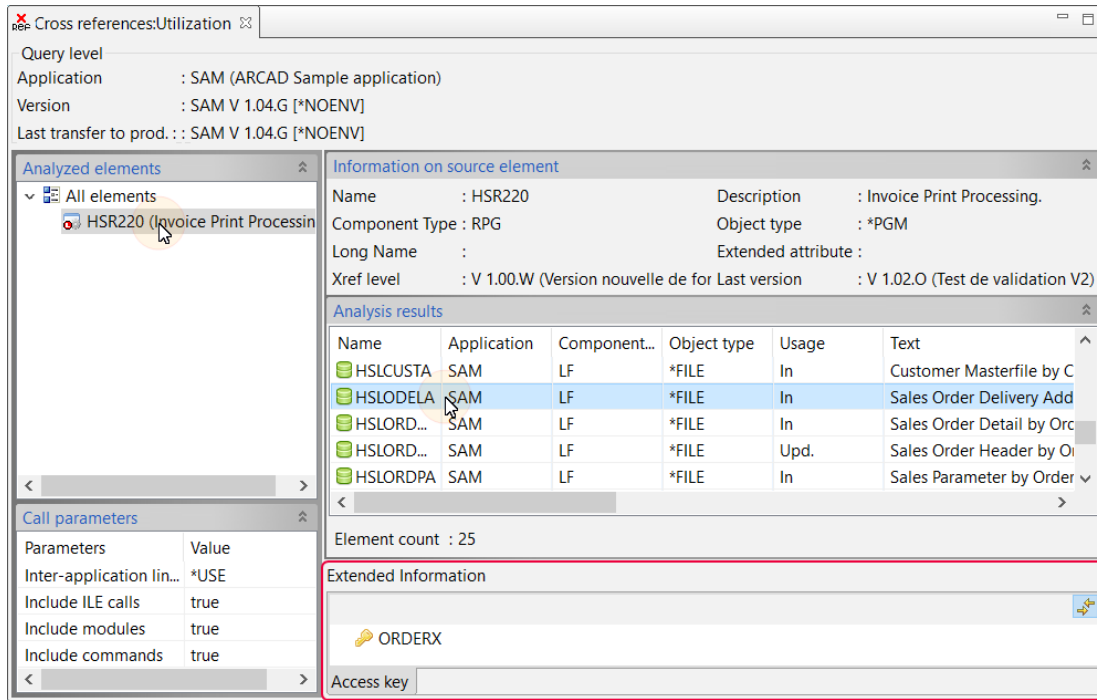 REF Cross references:Utilization
Query level
Application : SAM (ARCAD Sample application)
Version : SAM V 1.04.G [*NOENV]
Last transfer to prod. : : SAM V 1.04.G [*NOENV]
Analyzed elements
All elements
HSR220 (Invoice Print Processin
Information on source element
Name : HSR220 Description : Invoice Print Processing.
Component Type : RPG Object type : *PGM
Long Name : Extended attribute :
Xref level : V 1.00.W (Version nouvelle de for Last version : V 1.02.O (Test de validation V2)
Analysis results
Name Application Component... Object type Usage Text
HSLCUSTA SAM LF *FILE In Customer Masterfile by C
HSLODELA SAM LF *FILE In Sales Order Delivery Add
HSLORD... SAM LF *FILE In Sales Order Detail by Orc
HSLORD... SAM LF *FILE Upd. Sales Order Header by Or
HSLORDPA SAM LF *FILE In Sales Parameter by Order
Element count : 25
Call parameters
Parameters Value
Inter-application lin... *USE
Include ILE calls true
Include modules true
Include commands true
Extended Information
ORDERX
Access key